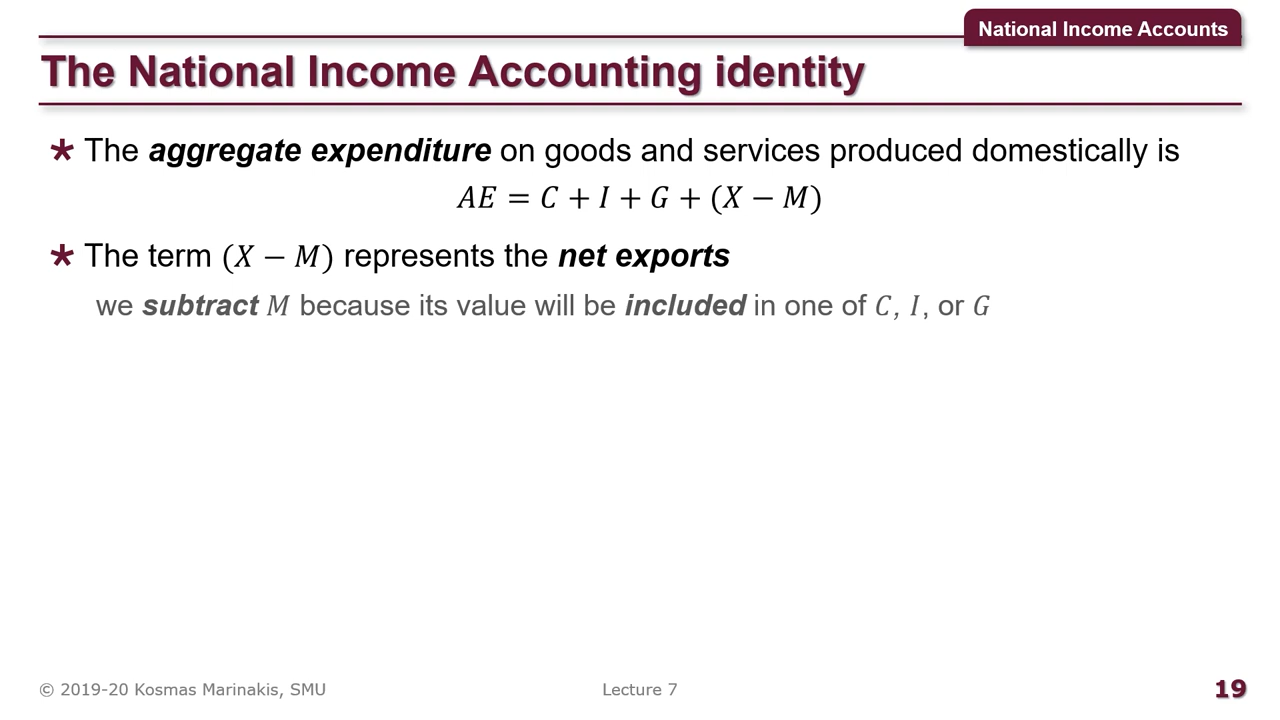 National Income Accounts
The National Income Accounting identity
* The aggregate expenditure on goods and services produced domestically is
AE = C + I + G + (X − M)
* The term (X − M) represents the net exports
we subtract M because its value will be included in one of C, I, or G
© 2019-20 Kosmas Marinakis, SMU
Lecture 7
19